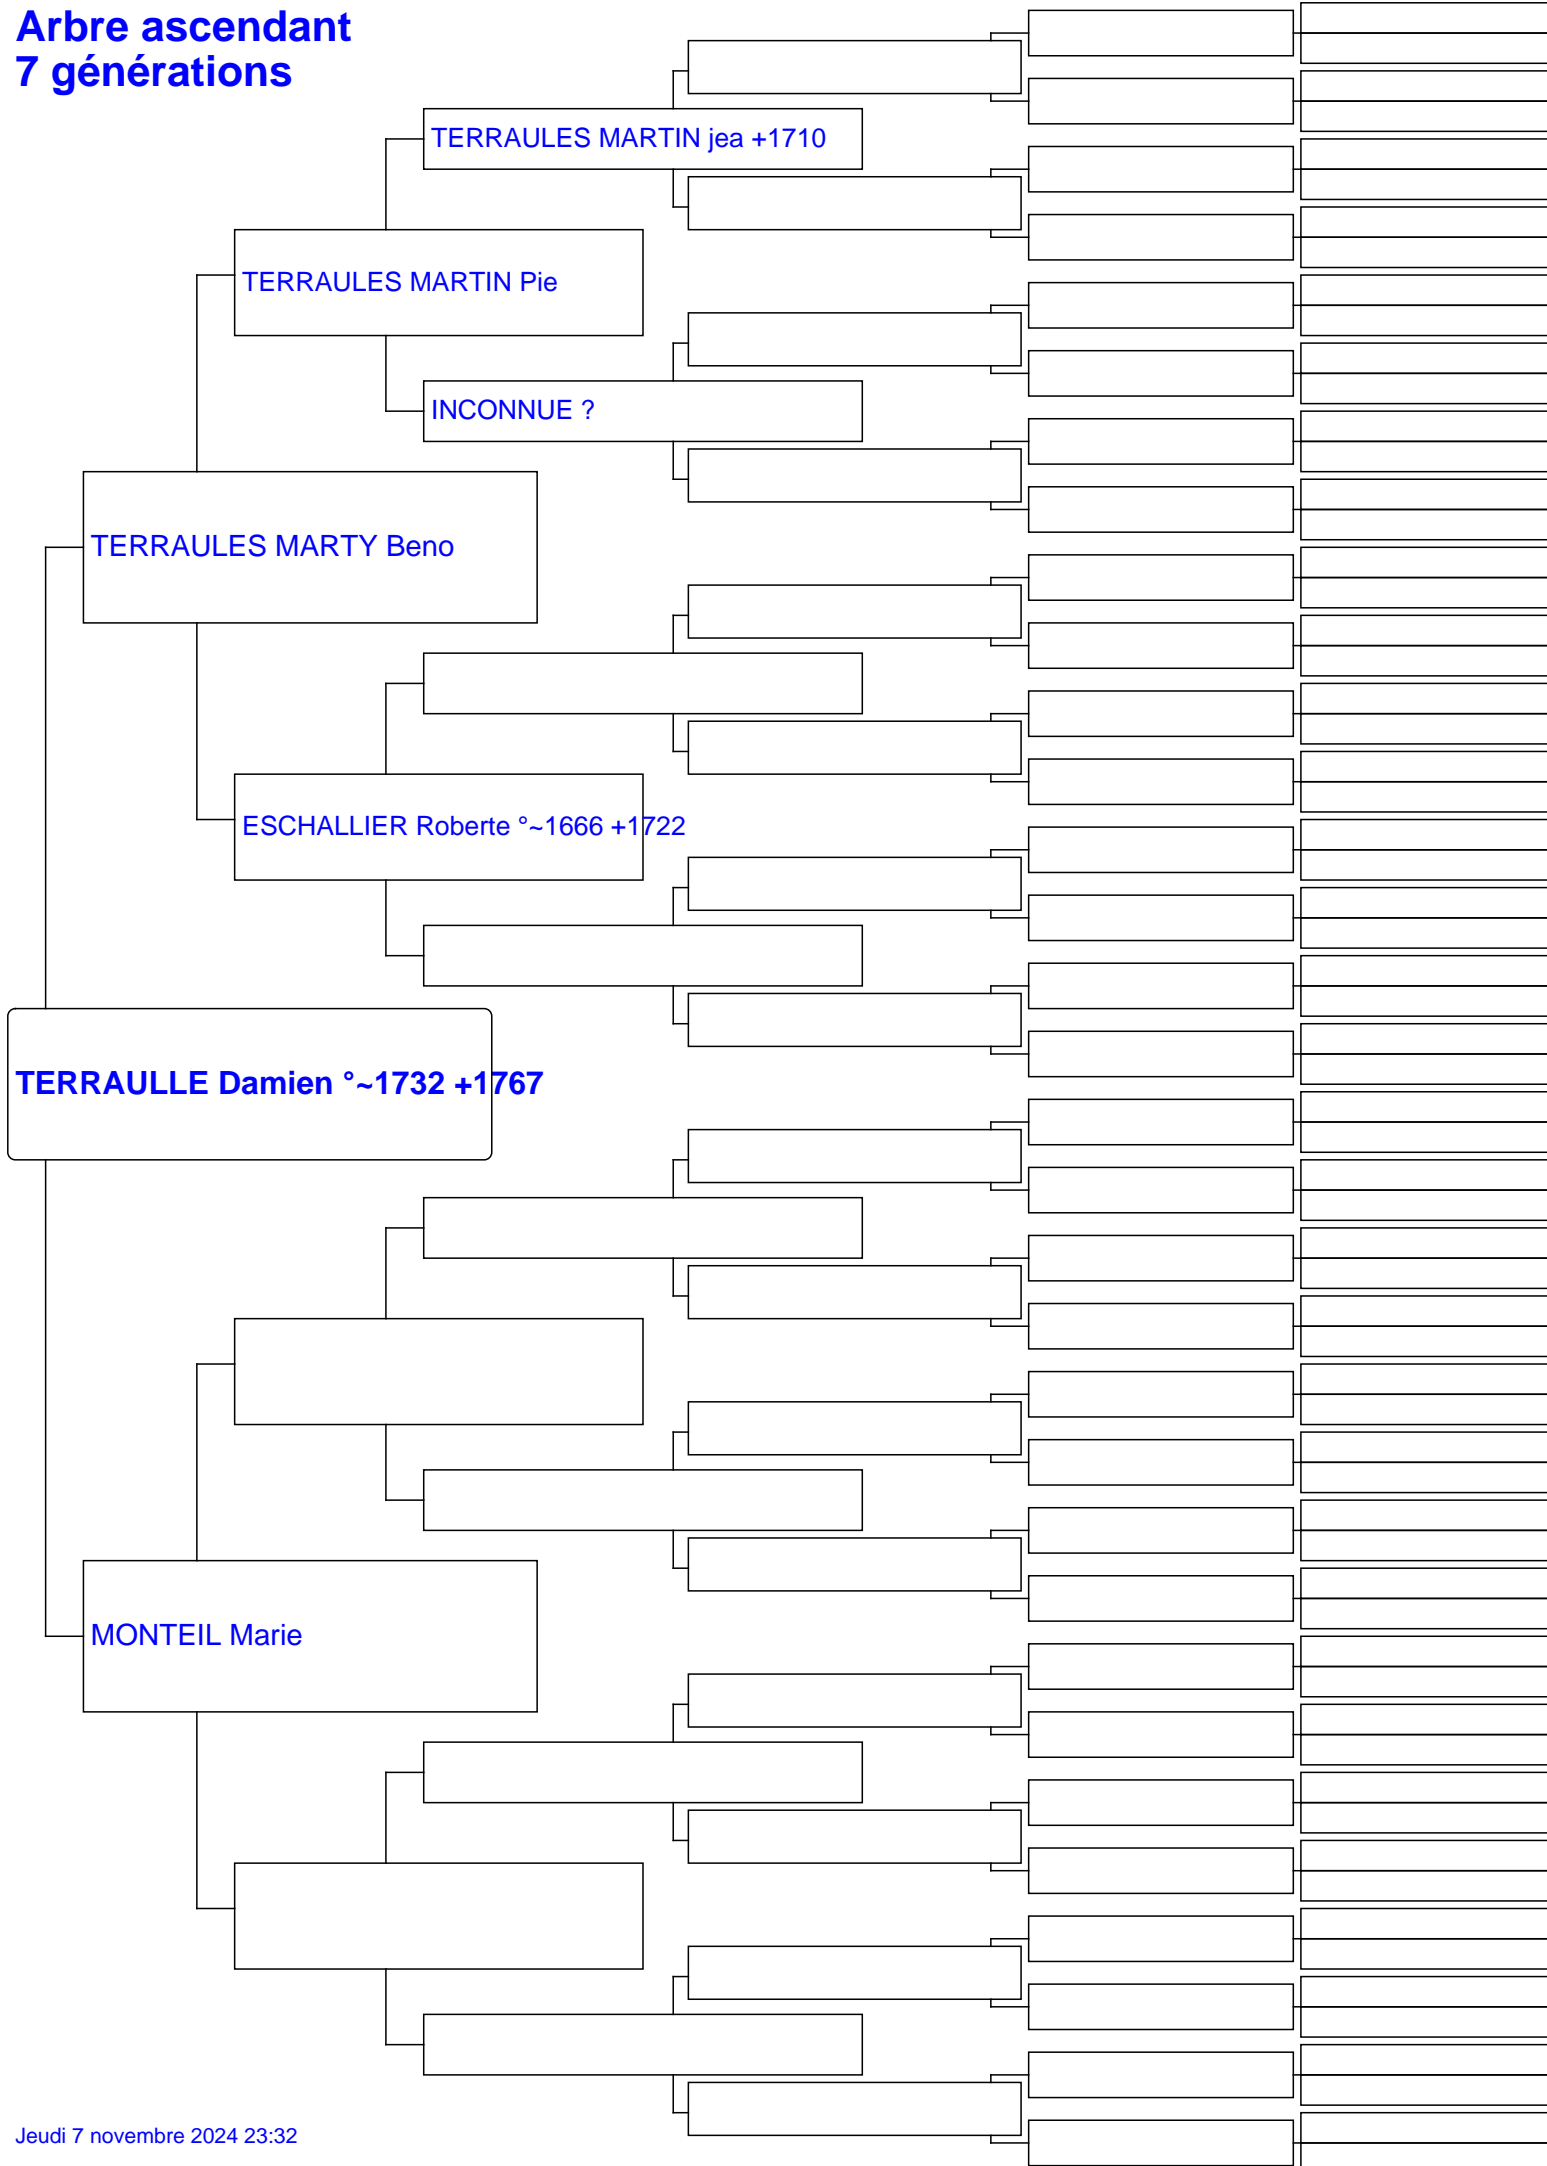 Arbre ascendant
7 générations
TERRAULES MARTIN jea +1710
TERRAULES MARTIN Pie
INCONNUE ?
TERRAULES MARTY Beno
ESCHALLIER Roberte °~1666 +1722
TERRAULLE Damien °~1732 +1767
MONTEIL Marie
Jeudi 7 novembre 2024 23:32